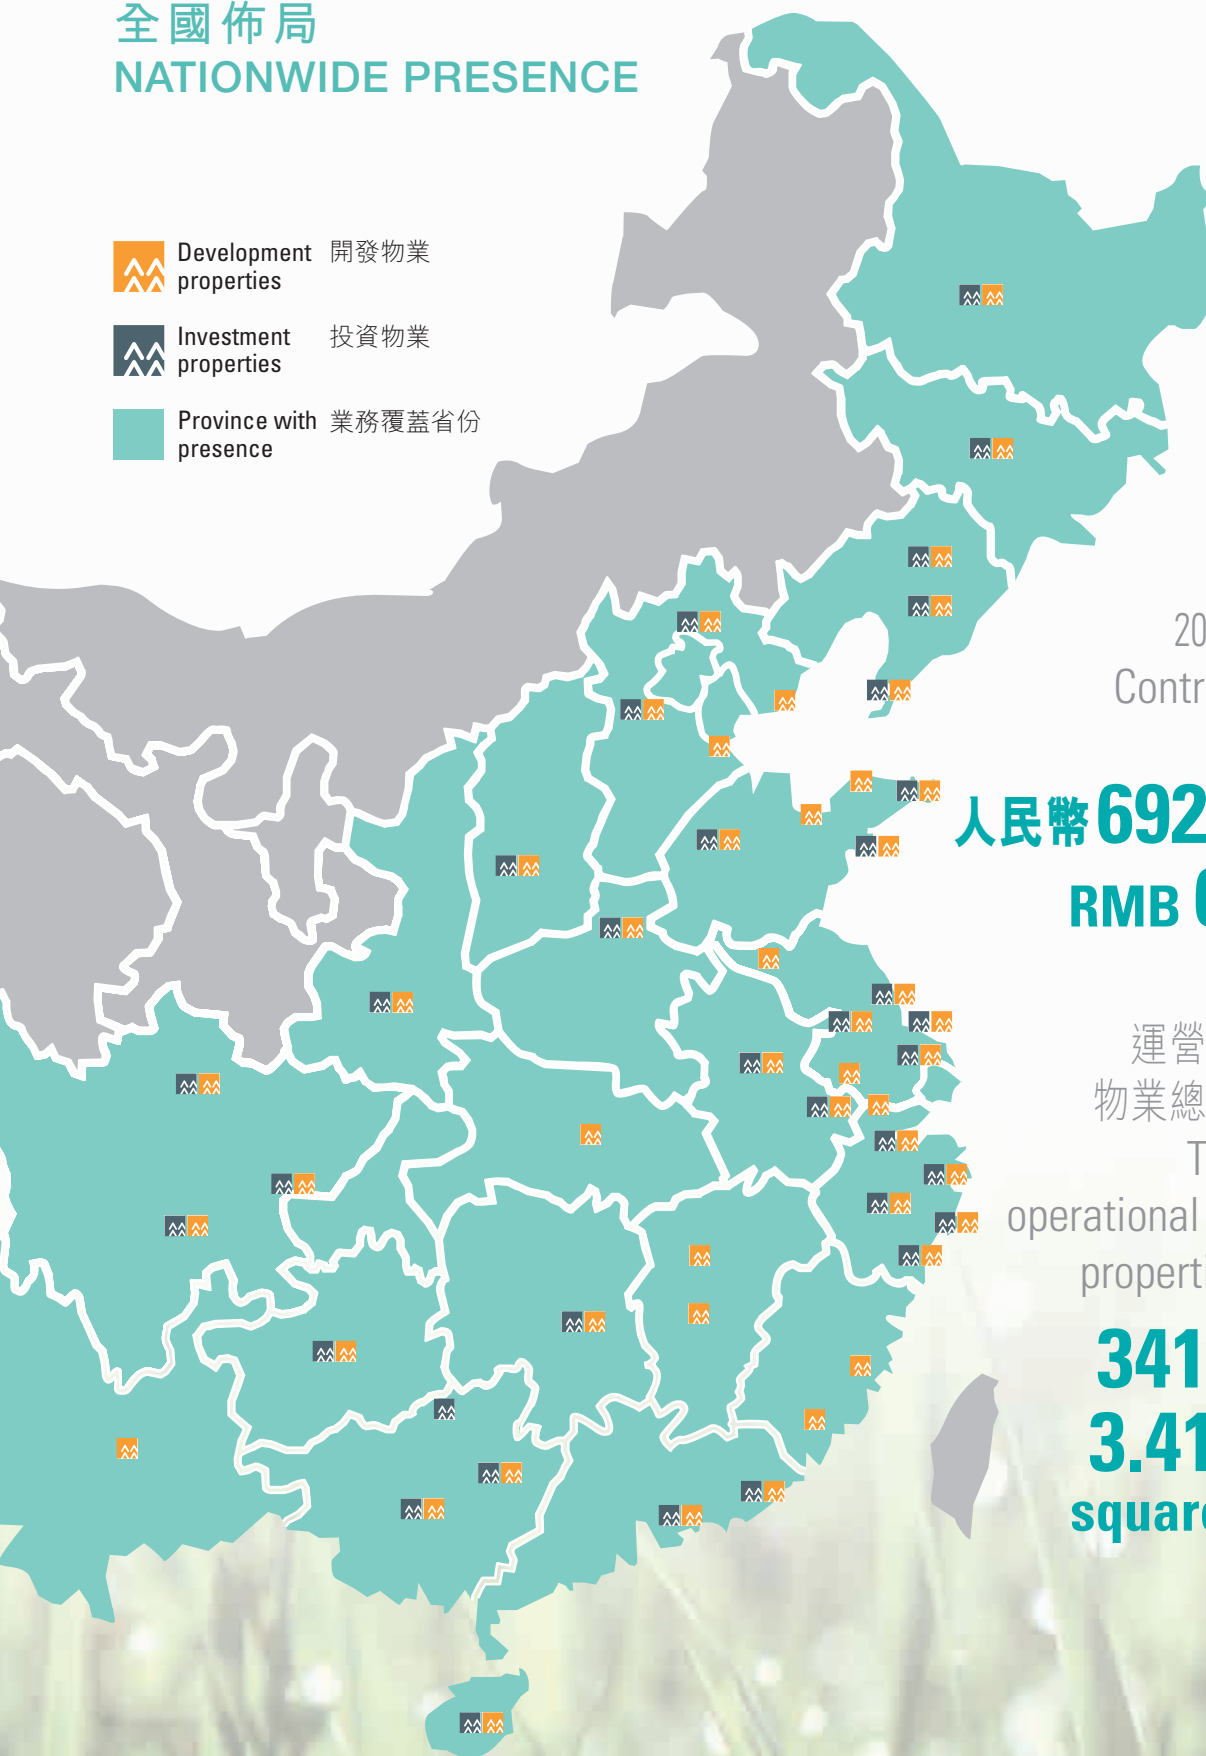 全國佈局
NATIONWIDE PRESENCE
Development 開發物業
properties
Investment 投資物業
properties
Province with 業務覆蓋省份
presence
20
Contr
人民幣692
RMB
運營
物業總
T
operational
properti
341
3.41
square